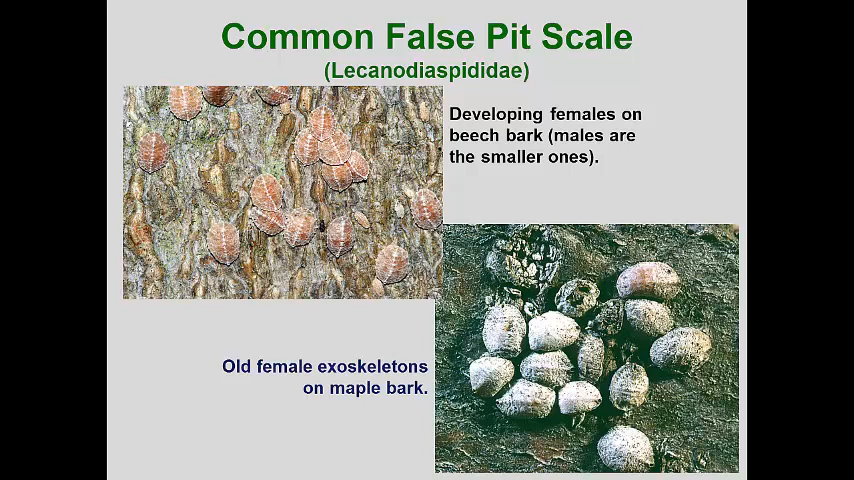 Common False Pit Scale
(Lecanodiaspididae)
Developing females on
beech bark (males are
the smaller ones).
Old female exoskeletons
on maple bark.